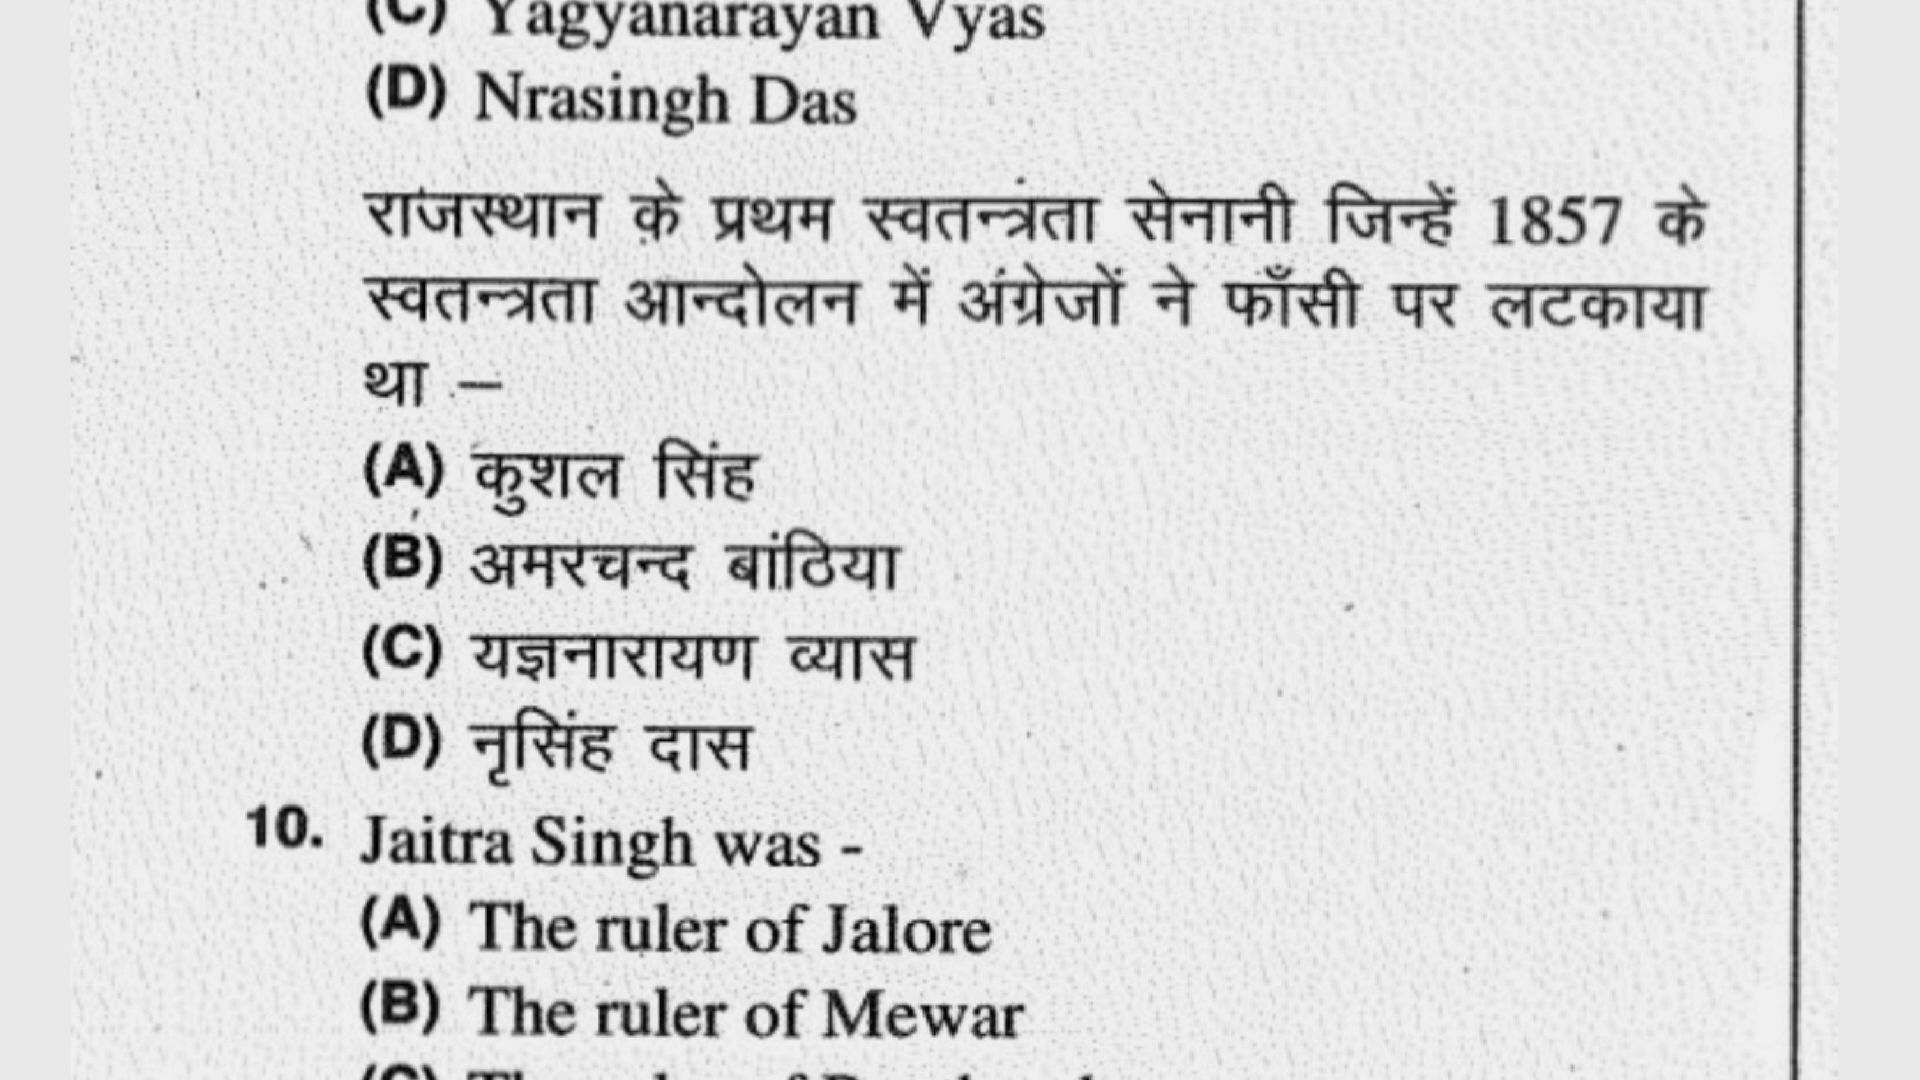 (C) Yagyanarayan Vyas
(D) Nrasingh Das
राजस्थान के प्रथम स्वतन्त्रता सेनानी जिन्हें 1857 के
स्वतन्त्रता आन्दोलन में अंग्रेजों ने फाँसी पर लटकाया
था –
(A) कुशल सिंह
(B) अमरचन्द बांठिया
(C) यज्ञनारायण व्यास
(D) नृसिंह दास
10. Jaitra Singh was -
(A) The ruler of Jalore
(B) The ruler of Mewar